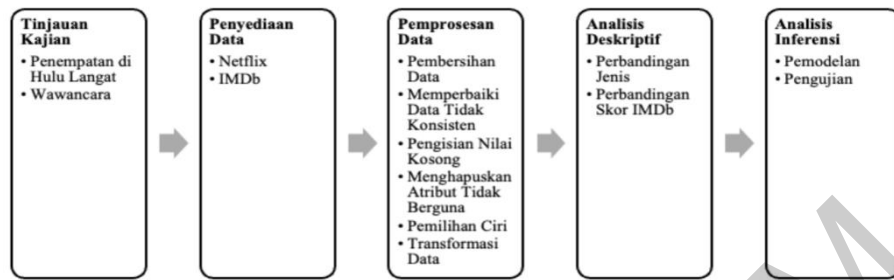 Tinjauan
Kajian
• Penempatan di
Hulu Langat
• Wawancara
Penyediaan
Data
• Netflix
• IMDb
Pemprosesan
Data
• Pembersihan
Data
• Memperbaiki
Data Tidak
Konsisten
• Pengisian Nilai
Kosong
• Menghapuskan
Atribut Tidak
Berguna
• Pemilihan Ciri
• Transformasi
Data
Analisis
Deskriptif
• Perbandingan
Jenis
• Perbandingan
Skor IMDb
Analisis
Inferensi
• Pemodelan
• Pengujian